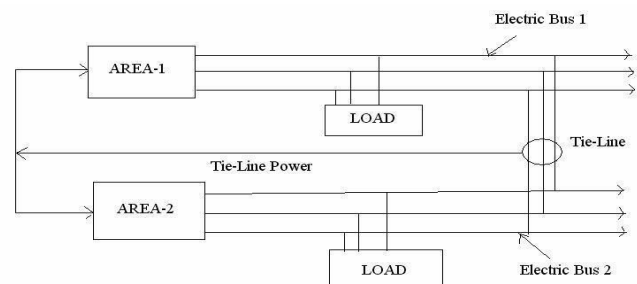 Electric Bus 1
AREA-1
LOAD
Tie-Line
Tie-Line Power
AREA-2
Electric Bus 2
LOAD